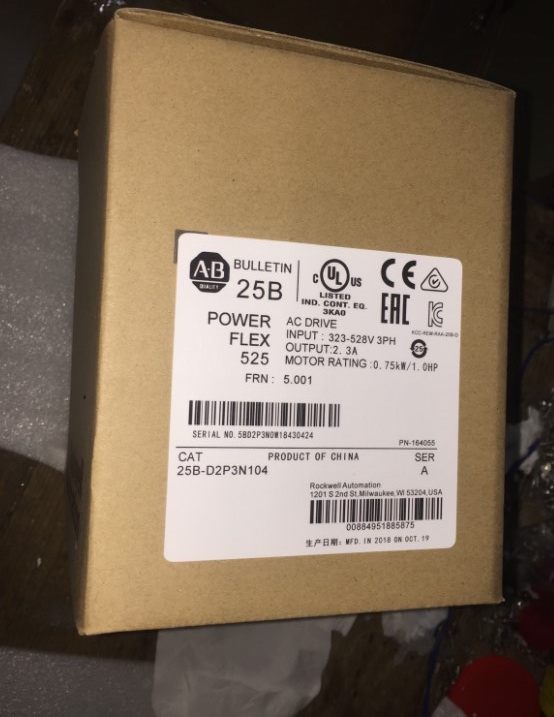 A-B
QUALITY
BULLETIN
25B
C UL US
LISTED
IND. CONT. EQ.
3KA0
CE
EAC
POWER
FLEX
525
AC DRIVE
INPUT : 323-528V 3PH
OUTPUT:2.3A
MOTOR RATING :0.75kW/1.0HP
25
FRN : 5.001
SERIAL NO.5BD2P3N0W18430424
PN-164055
CAT PRODUCT OF CHINA SER
25B-D2P3N104 A
Rockwell Automation
1201 S 2nd St,Milwaukee,WI 53204,USA
00884951885875
生产日期: MFD. IN 2018 ON OCT. 19